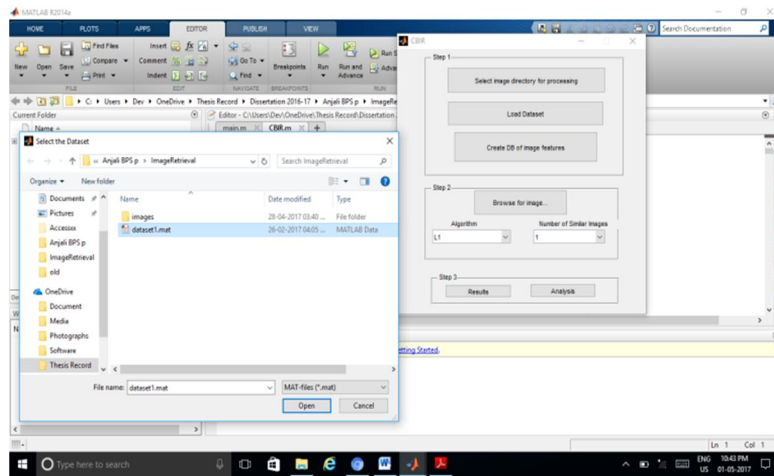 MATLAB R2014a
HOME PLOTS APPS EDITOR PUBLISH VIEW
Search Documentation
New Open Save
Find Files
Compare
Print
Insert
Comment
Indent
Go To
Find
Breakpoints
Run
Run and Advance
Run S
Adva
FILE EDIT NAVIGATE BREAKPOINTS RUN
C: Users Dev OneDrive Thesis Record Dissertation 2016-17 Anjali BPS p ImageRe
Current Folder
Name
Editor - C:\Users\Dev\OneDrive\Thesis Record\Dissertation
main.m CBIR.m
Select the Dataset
« Anjali BPS p > ImageRetrieval
Search ImageRetrieval
Organize New folder
Documents
Pictures
Accesxxx
Anjali BPS p
ImageRetrieval
old
OneDrive
Document
Media
Photographs
Software
Thesis Record
Name Date modified Type
images 28-04-2017 03:40 ... File folder
dataset1.mat 26-02-2017 04:05 ... MATLAB Data
File name: dataset1.mat
MAT-files (*.mat)
Open Cancel
CBIR
Step 1
Select image directory for processing
Load Dataset
Create DB of image features
Step 2
Browse for image...
Algorithm Number of Similar Images
L1 1
Step 3
Results Analysis
etting Started.
Ln 1 Col 1
Type here to search
ENG 10:43 PM
US 01-05-2017